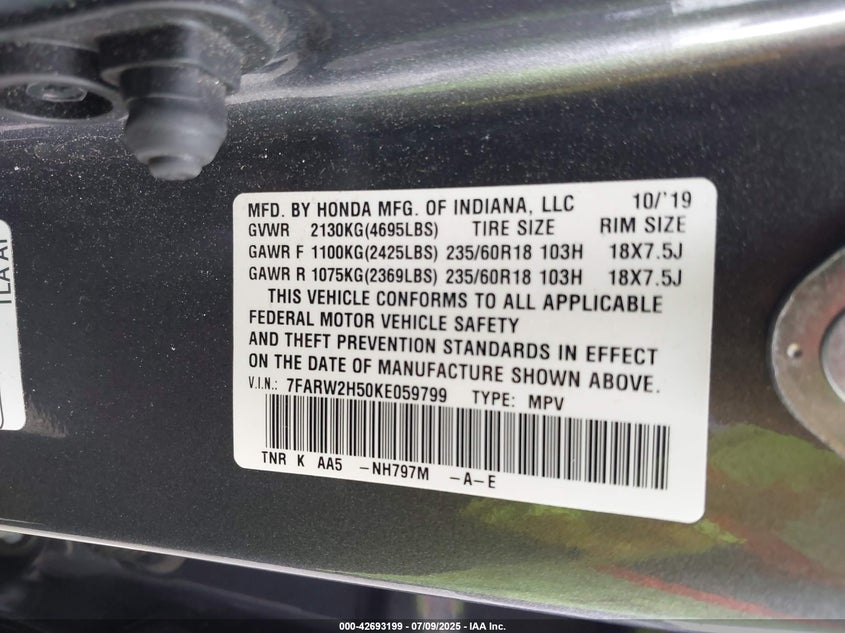 MFD. BY HONDA MFG. OF INDIANA, LLC 10/'19
GVWR 2130KG(4695LBS) TIRE SIZE RIM SIZE
GAWR F 1100KG(2425LBS) 235/60R18 103H 18X7.5J
GAWR R 1075KG(2369LBS) 235/60R18 103H 18X7.5J
THIS VEHICLE CONFORMS TO ALL APPLICABLE
FEDERAL MOTOR VEHICLE SAFETY
AND THEFT PREVENTION STANDARDS IN EFFECT
ON THE DATE OF MANUFACTURE SHOWN ABOVE.
V.I.N.: 7FARW2H50KE059799 TYPE: MPV
TNR K AA5 -NH797M -A-E
TLA A1
000-42693199 - 07/09/2025 - IAA Inc.